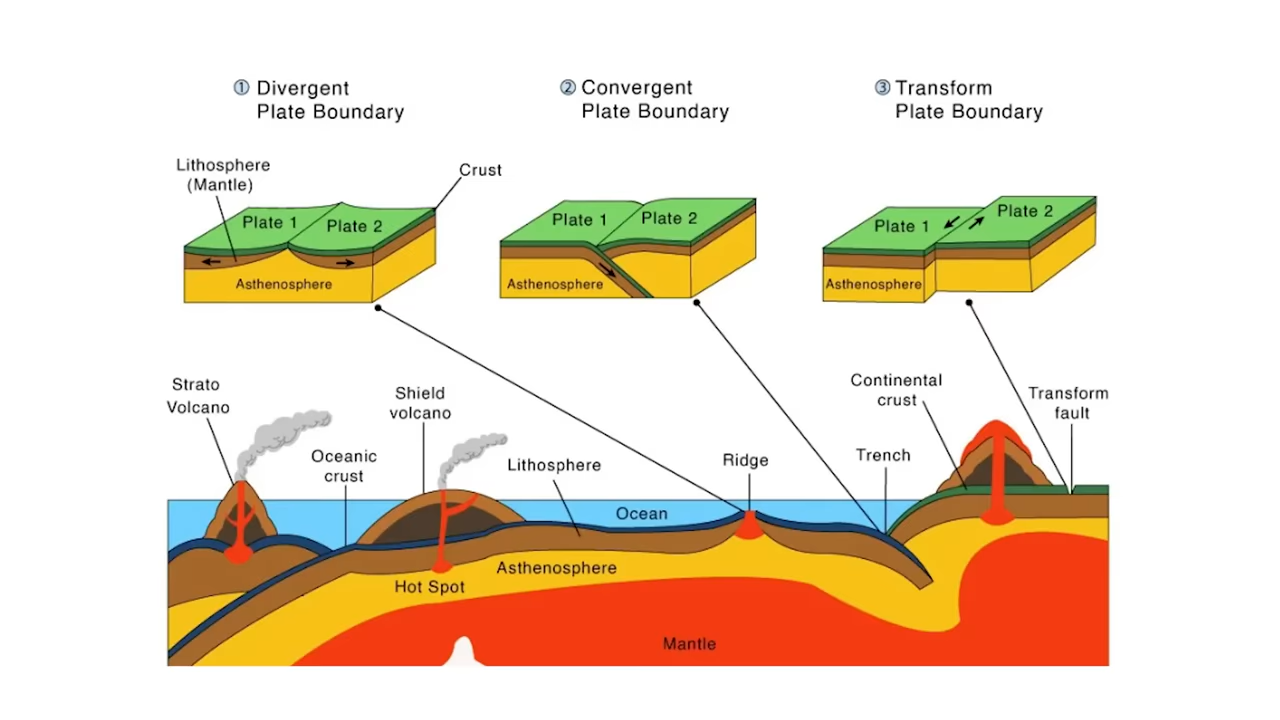 1 Divergent
Plate Boundary
2 Convergent
Plate Boundary
3 Transform
Plate Boundary
Lithosphere
(Mantle)
Crust
Plate 1
Plate 2
Asthenosphere
Plate 1
Plate 2
Asthenosphere
Plate 1
Plate 2
Asthenosphere
Strato
Volcano
Shield
volcano
Continental
crust
Transform
fault
Oceanic
crust
Lithosphere
Ridge
Trench
Ocean
Asthenosphere
Hot Spot
Mantle